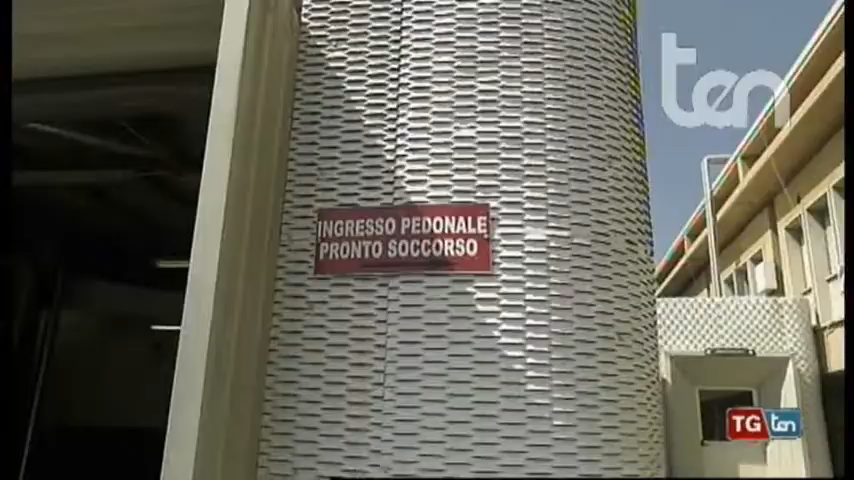 ten
INGRESSO PEDONALE
PRONTO SOCCORSO
TG ten